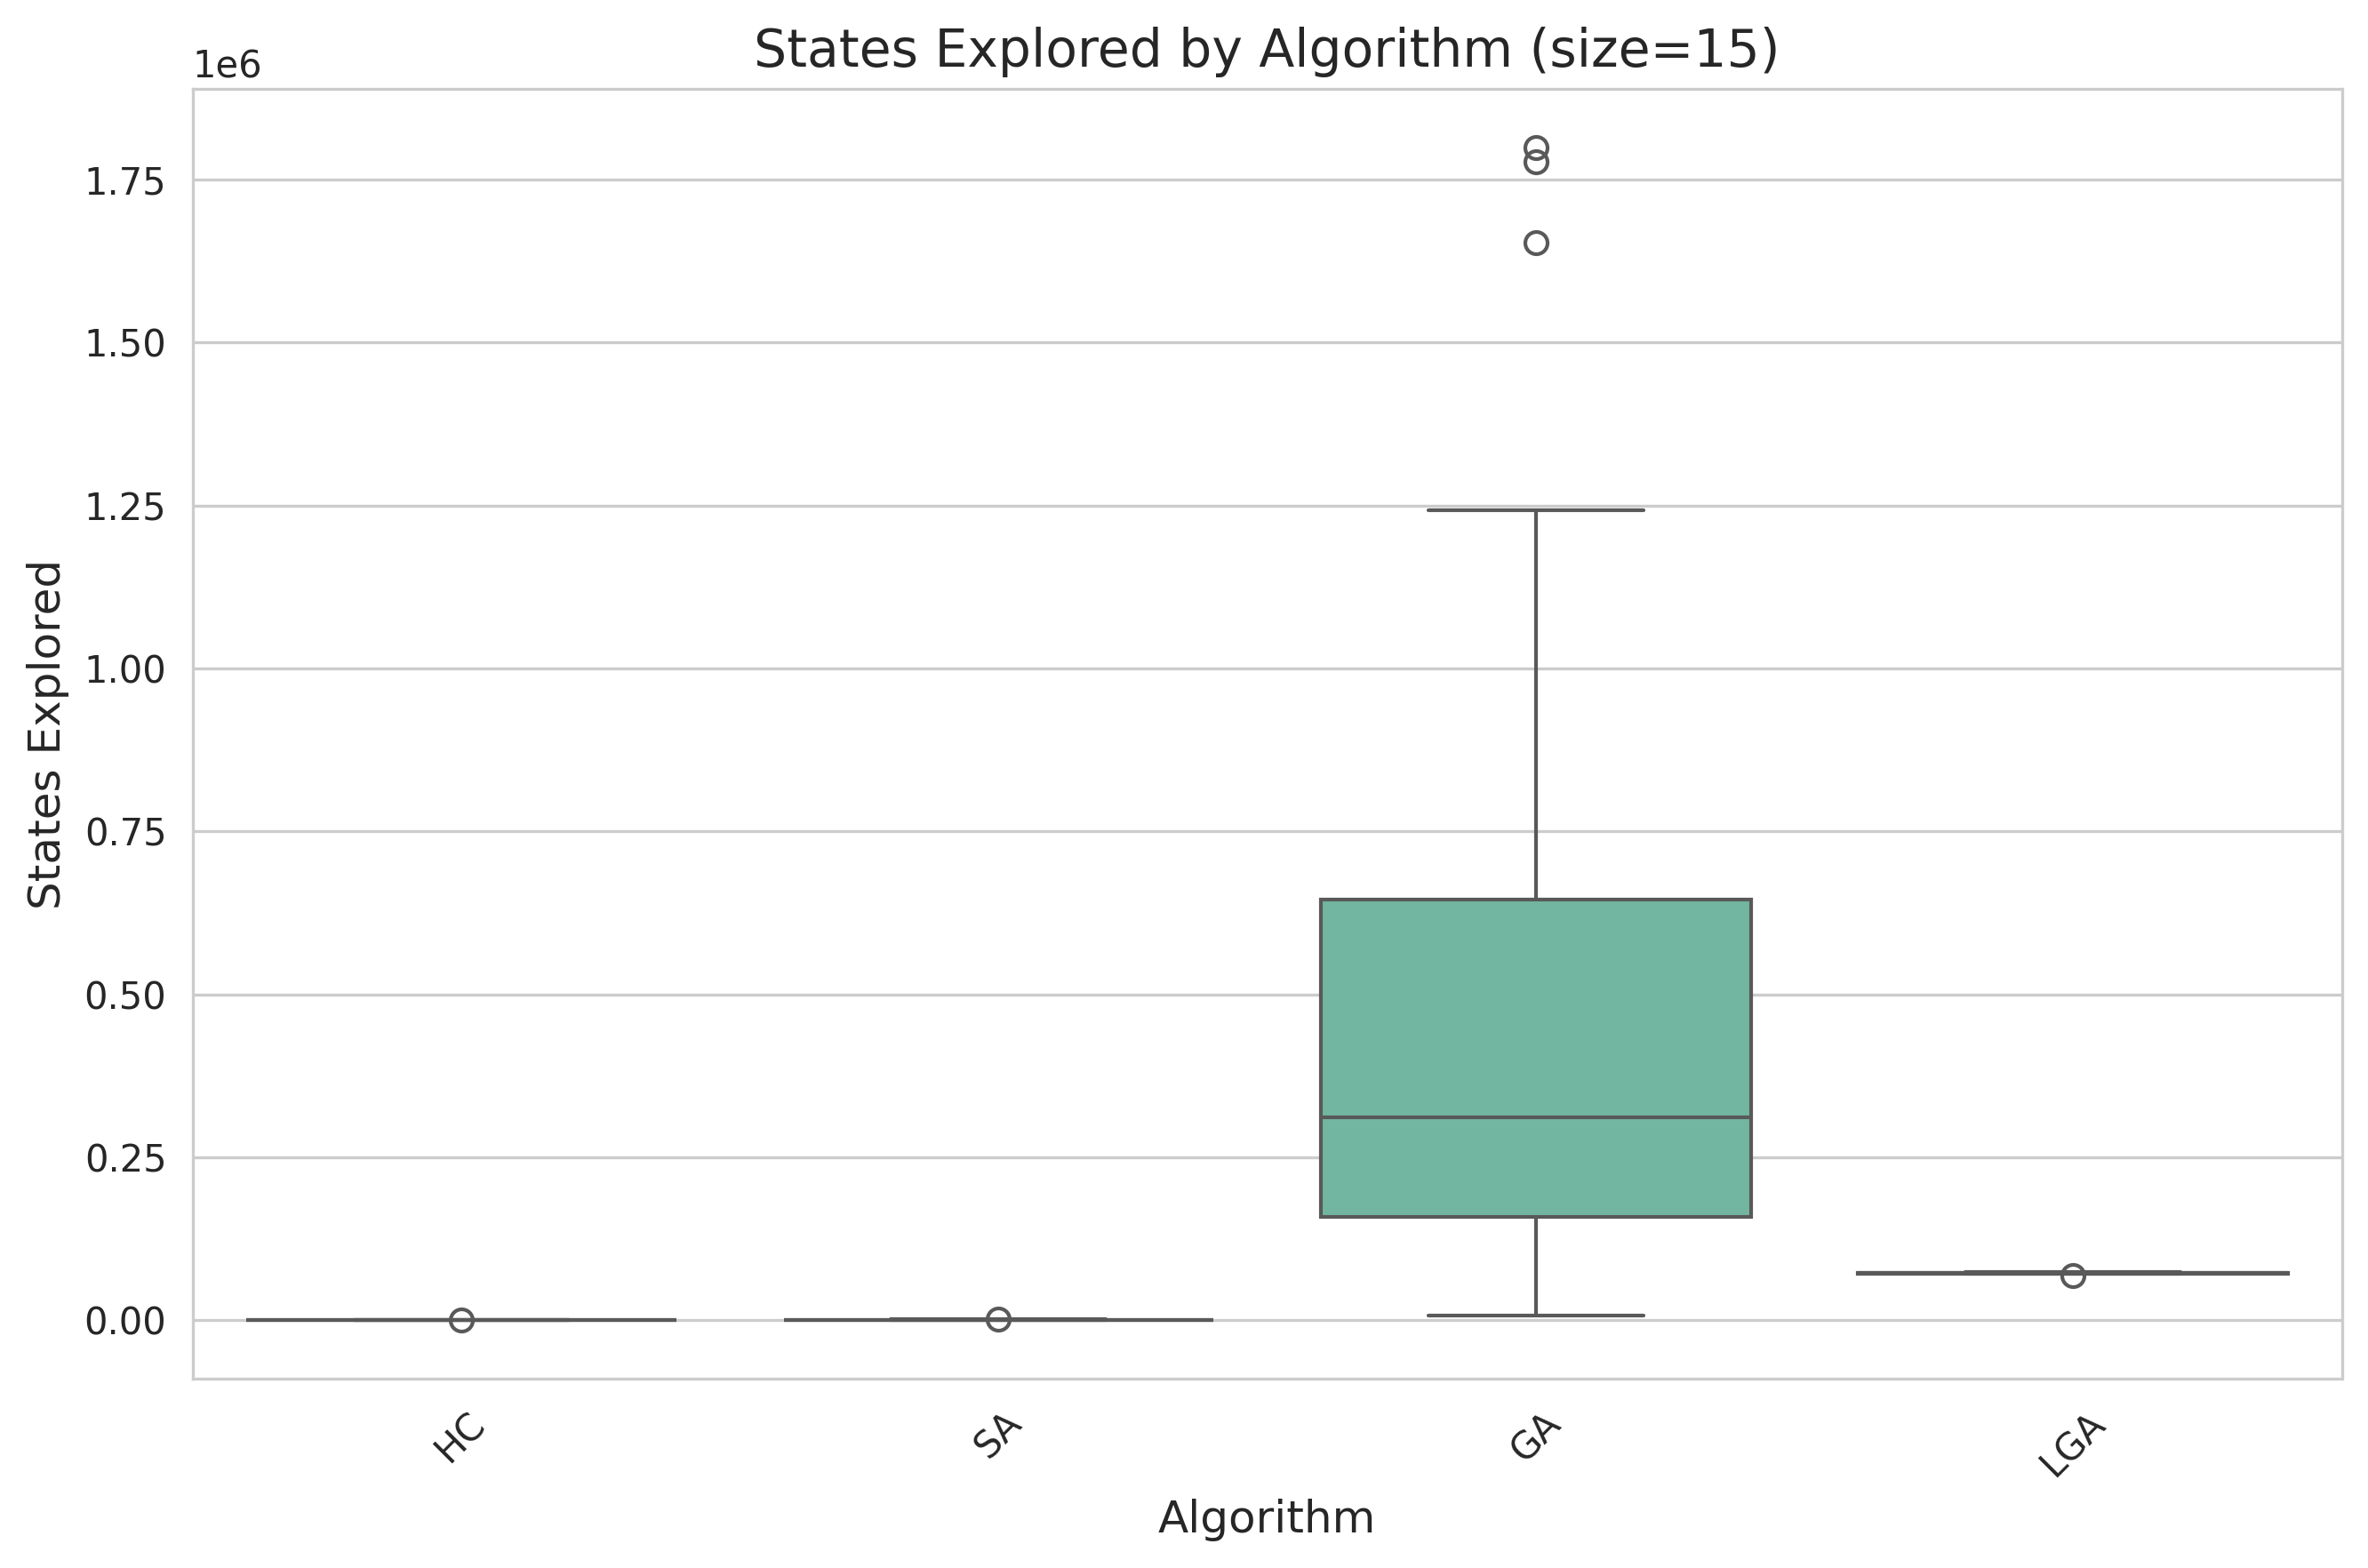 States Explored by Algorithm (size=15)
1e6
1.75
1.50
1.25
1.00
0.75
0.50
0.25
0.00
States Explored
HC
SA
GA
LGA
Algorithm